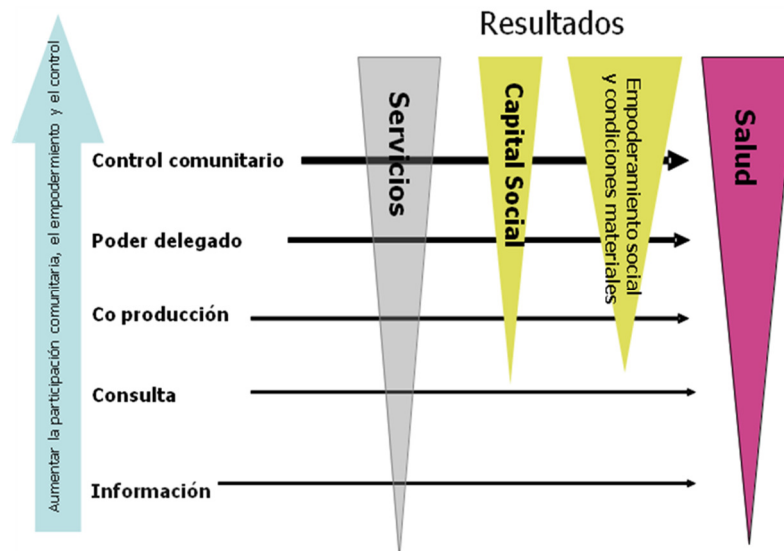 Resultados
Aumentar la participación comunitaria, el empodermiento y el control
Servicios
Capital Social
Empoderamiento social
y condiciones materiales
Salud
Control comunitario
Poder delegado
Co producción
Consulta
Información